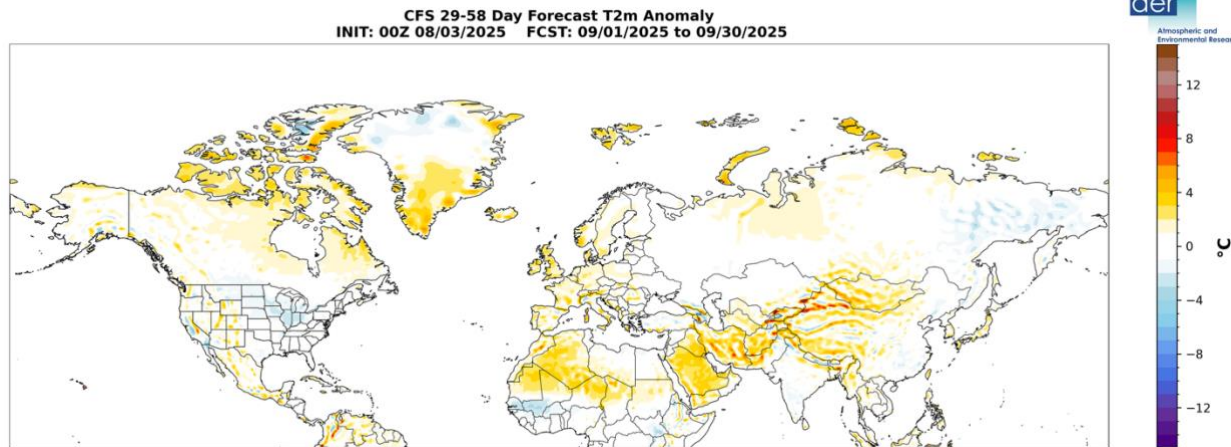 CFS 29-58 Day Forecast T2m Anomaly
INIT: 00Z 08/03/2025 FCST: 09/01/2025 to 09/30/2025
aer
Atmospheric and
Environmental Resear
12
8
4
0
−4
−8
−12
°C